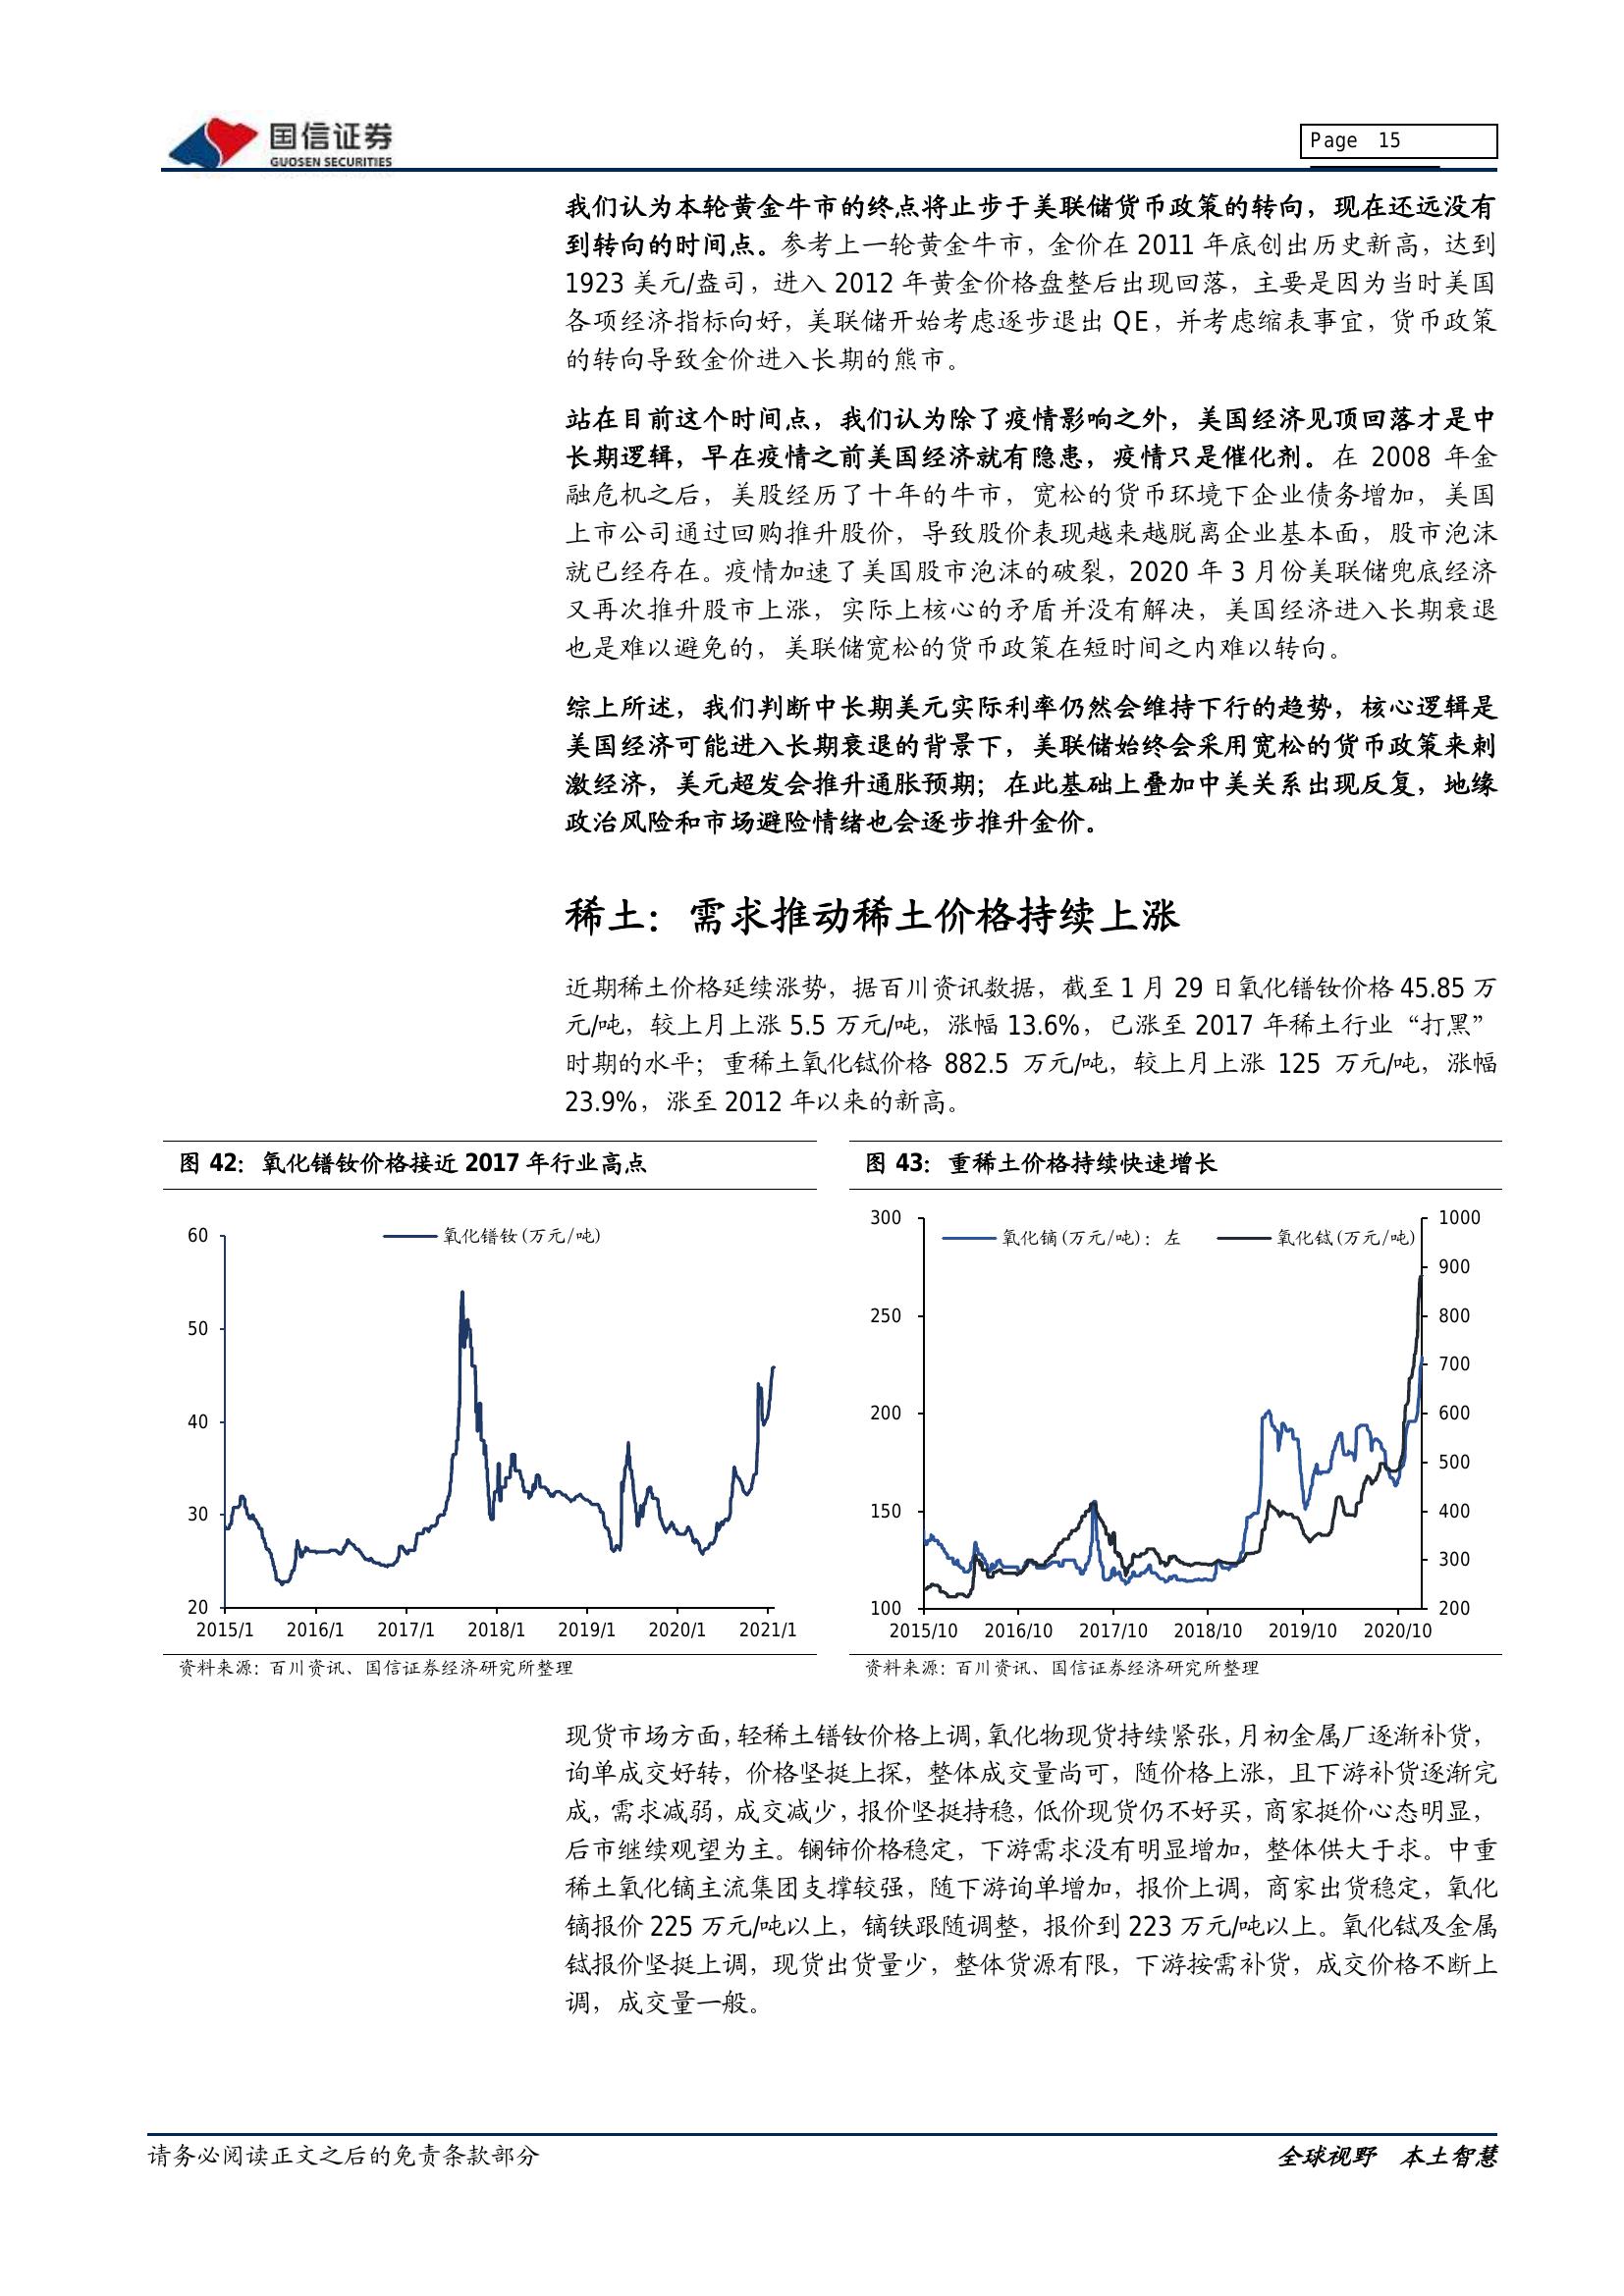 国信证券
GUOSEN SECURITIES
Page 15
我们认为本轮黄金牛市的终点将止步于美联储货币政策的转向，现在还远没有
到转向的时间点。参考上一轮黄金牛市，金价在 2011 年底创出历史新高，达到
1923 美元/盎司，进入 2012 年黄金价格盘整后出现回落，主要是因为当时美国
各项经济指标向好，美联储开始考虑逐步退出 QE，并考虑缩表事宜，货币政策
的转向导致金价进入长期的熊市。
站在目前这个时间点，我们认为除了疫情影响之外，美国经济见顶回落才是中
长期逻辑，早在疫情之前美国经济就有隐患，疫情只是催化剂。在 2008 年金
融危机之后，美股经历了十年的牛市，宽松的货币环境下企业债务增加，美国
上市公司通过回购推升股价，导致股价表现越来越脱离企业基本面，股市泡沫
就已经存在。疫情加速了美国股市泡沫的破裂，2020 年 3 月份美联储兜底经济
又再次推升股市上涨，实际上核心的矛盾并没有解决，美国经济进入长期衰退
也是难以避免的，美联储宽松的货币政策在短时间之内难以转向。
综上所述，我们判断中长期美元实际利率仍然会维持下行的趋势，核心逻辑是
美国经济可能进入长期衰退的背景下，美联储始终会采用宽松的货币政策来刺
激经济，美元超发会推升通胀预期；在此基础上叠加中美关系出现反复，地缘
政治风险和市场避险情绪也会逐步推升金价。
稀土：需求推动稀土价格持续上涨
近期稀土价格延续涨势，据百川资讯数据，截至 1 月 29 日氧化镨钕价格 45.85 万
元/吨，较上月上涨 5.5 万元/吨，涨幅 13.6%，已涨至 2017 年稀土行业“打黑”
时期的水平；重稀土氧化铽价格 882.5 万元/吨，较上月上涨 125 万元/吨，涨幅
23.9%，涨至 2012 年以来的新高。
图 42：氧化镨钕价格接近 2017 年行业高点
氧化镨钕(万元/吨)
60
50
40
30
20
2015/1 2016/1 2017/1 2018/1 2019/1 2020/1 2021/1
资料来源：百川资讯、国信证券经济研究所整理
图 43：重稀土价格持续快速增长
氧化镝(万元/吨)：左 氧化铽(万元/吨)
300
250
200
150
100
1000
900
800
700
600
500
400
300
200
2015/10 2016/10 2017/10 2018/10 2019/10 2020/10
资料来源：百川资讯、国信证券经济研究所整理
现货市场方面，轻稀土镨钕价格上调，氧化物现货持续紧张，月初金属厂逐渐补货，
询单成交好转，价格坚挺上探，整体成交量尚可，随价格上涨，且下游补货逐渐完
成，需求减弱，成交减少，报价坚挺持稳，低价现货仍不好买，商家挺价心态明显，
后市继续观望为主。镧铈价格稳定，下游需求没有明显增加，整体供大于求。中重
稀土氧化镝主流集团支撑较强，随下游询单增加，报价上调，商家出货稳定，氧化
镝报价 225 万元/吨以上，镝铁跟随调整，报价到 223 万元/吨以上。氧化铽及金属
铽报价坚挺上调，现货出货量少，整体货源有限，下游按需补货，成交价格不断上
调，成交量一般。
请务必阅读正文之后的免责条款部分
全球视野 本土智慧